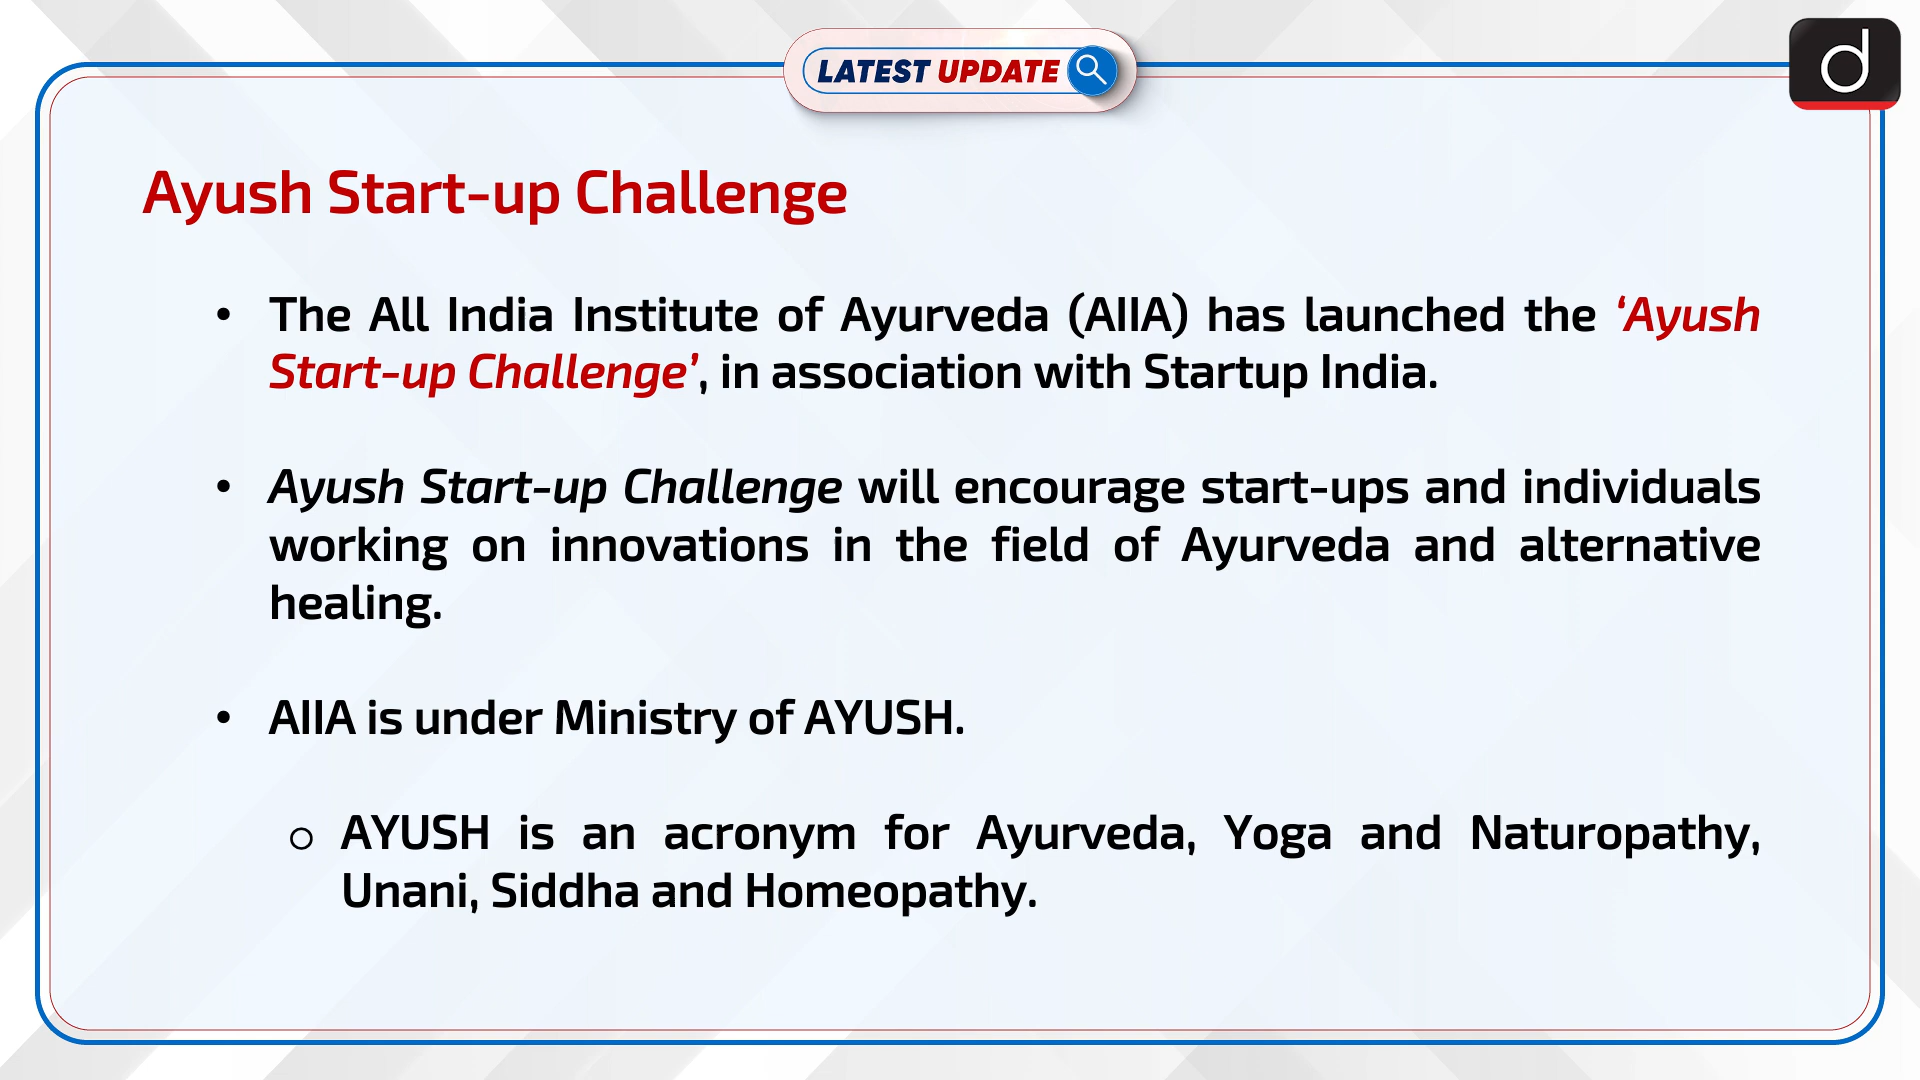 LATEST UPDATE
d
Ayush Start-up Challenge
• The All India Institute of Ayurveda (AIIA) has launched the ‘Ayush
Start-up Challenge’, in association with Startup India.
• Ayush Start-up Challenge will encourage start-ups and individuals
working on innovations in the field of Ayurveda and alternative
healing.
• AIIA is under Ministry of AYUSH.
o AYUSH is an acronym for Ayurveda, Yoga and Naturopathy,
Unani, Siddha and Homeopathy.